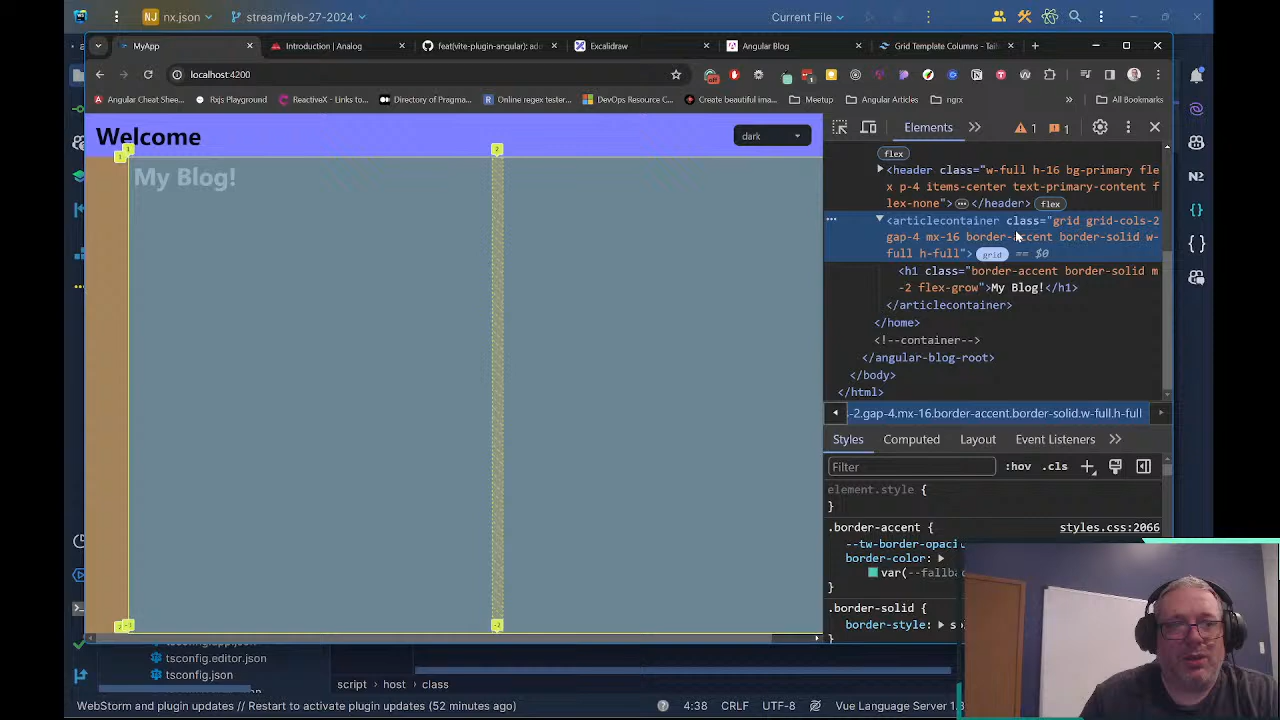 NJ nx.json
stream/feb-27-2024
Current File
MyApp
Introduction | Analog
feat(vite-plugin-angular): ad
Excalidraw
Angular Blog
Grid Template Columns - Tail
localhost:4200
Angular Cheat Shee...
Rxjs Playground
ReactiveX - Links to...
Directory of Pragma...
Online regex tester...
DevOps Resource C...
Create beautiful ima...
Meetup
Angular Articles
ngrx
All Bookmarks
Welcome
dark
My Blog!
Elements
1
1
flex
<header class="w-full h-16 bg-primary fle
x p-4 items-center text-primary-content f
lex-none"> </header> flex
<articlecontainer class="grid grid-cols-2
gap-4 mx-16 border-accent border-solid w-
full h-full"> grid == $0
<h1 class="border-accent border-solid m
-2 flex-grow">My Blog!</h1>
</articlecontainer>
</home>
<!--container-->
</angular-blog-root>
</body>
</html>
-2.gap-4.mx-16.border-accent.border-solid.w-full.h-full
Styles
Computed
Layout
Event Listeners
Filter
:hov
.cls
element.style {
}
.border-accent {
styles.css:2066
--tw-border-opac
border-color:
var(--fallba
}
.border-solid {
border-style: s
tsconfig.editor.json
tsconfig.json
script > host > class
WebStorm and plugin updates // Restart to activate plugin updates (52 minutes ago)
4:38
CRLF
UTF-8